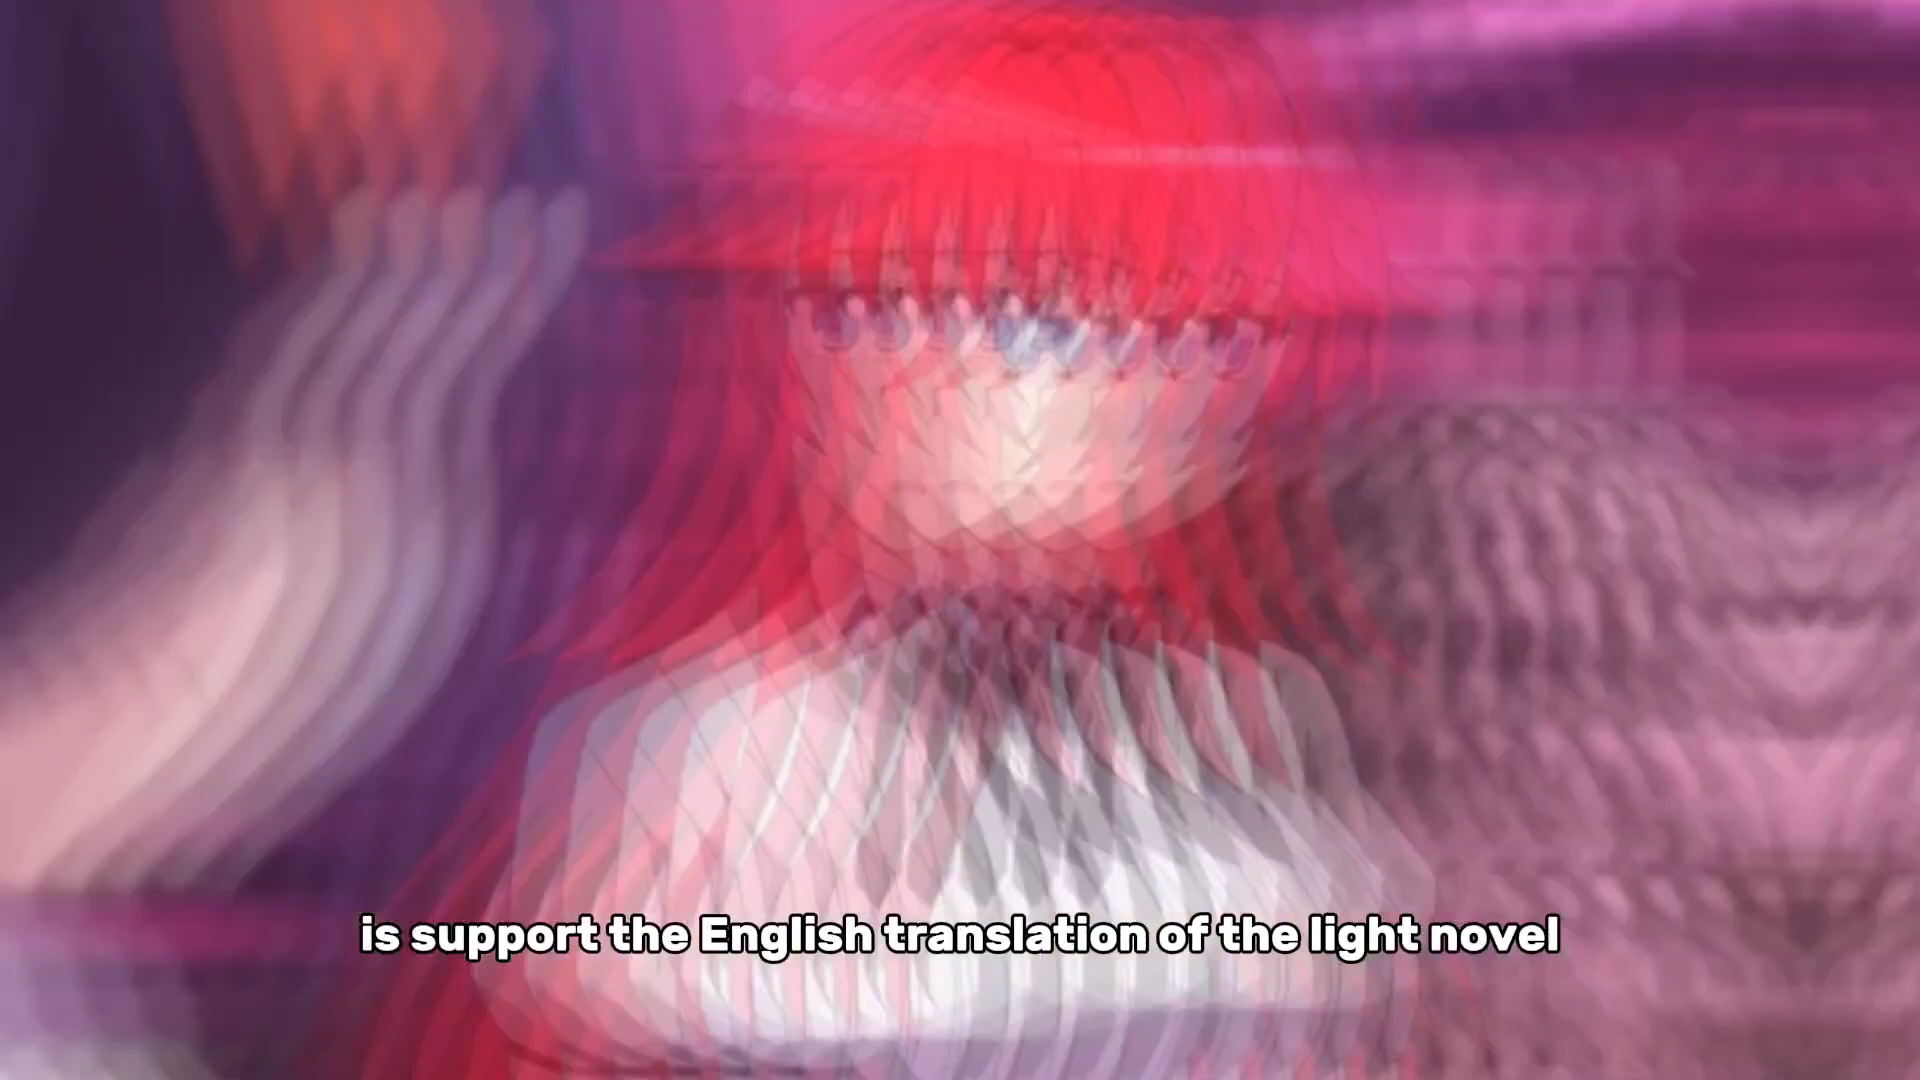 is support the English translation of the light novel